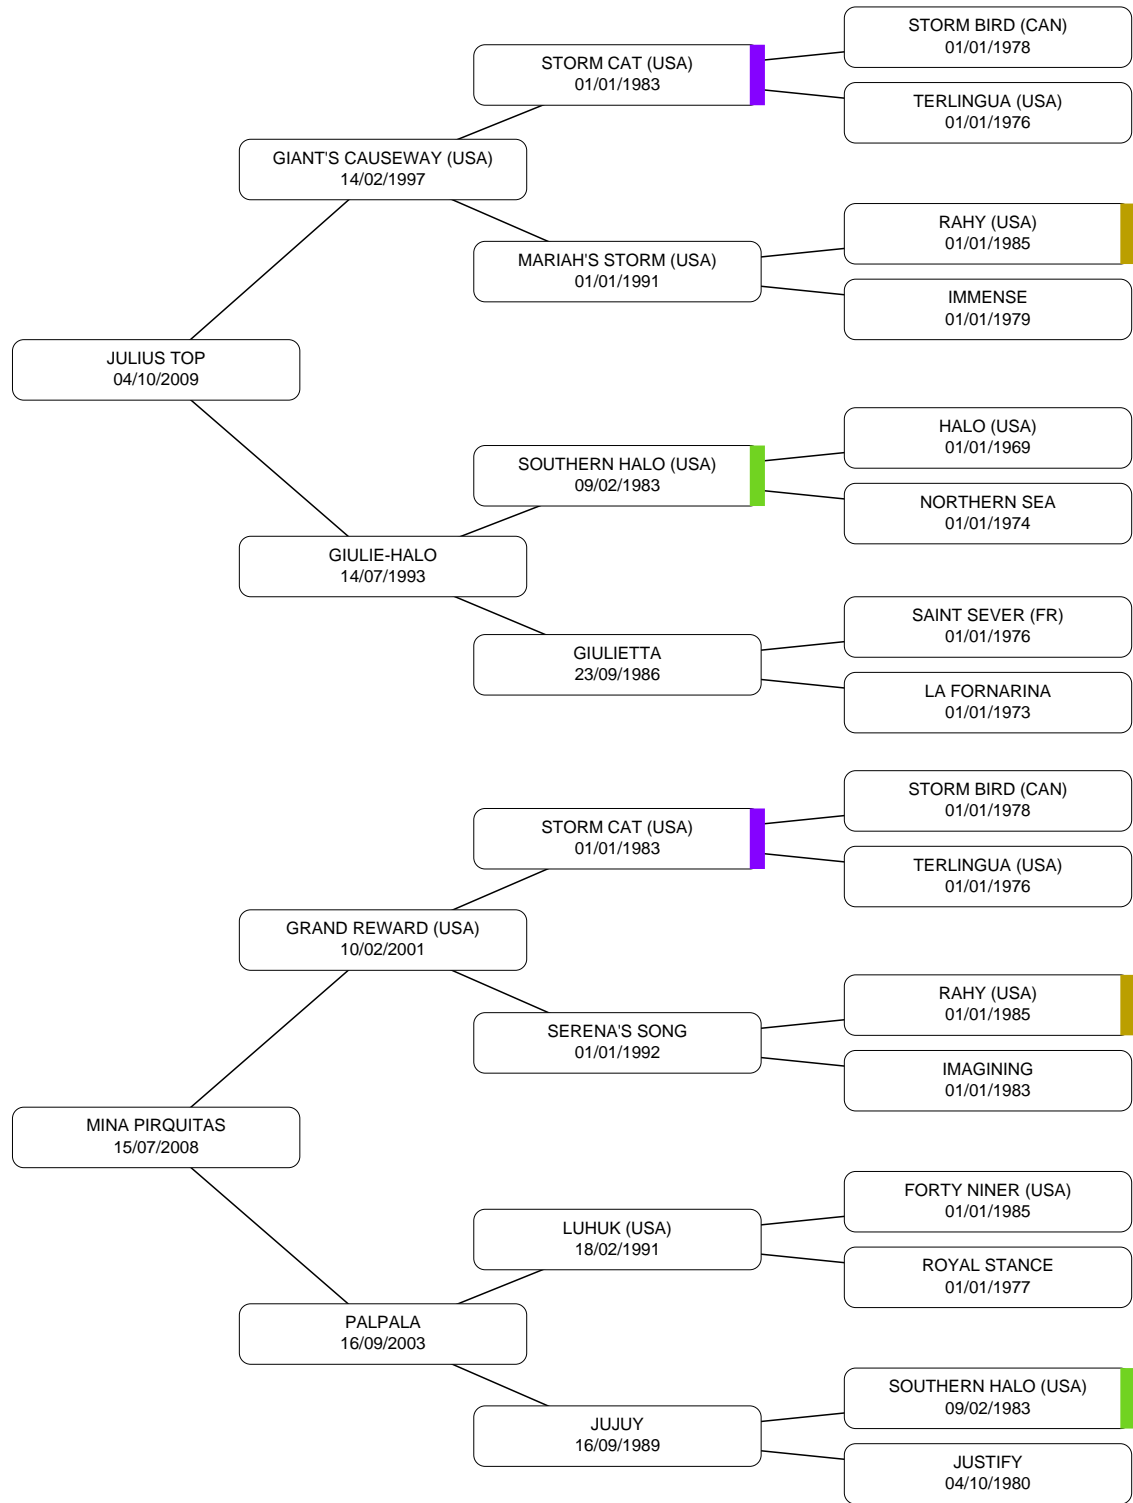 STORM BIRD (CAN)
01/01/1978
STORM CAT (USA)
01/01/1983
TERLINGUA (USA)
01/01/1976
GIANT'S CAUSEWAY (USA)
14/02/1997
RAHY (USA)
01/01/1985
MARIAH'S STORM (USA)
01/01/1991
IMMENSE
01/01/1979
JULIUS TOP
04/10/2009
HALO (USA)
01/01/1969
SOUTHERN HALO (USA)
09/02/1983
NORTHERN SEA
01/01/1974
GIULIE-HALO
14/07/1993
SAINT SEVER (FR)
01/01/1976
GIULIETTA
23/09/1986
LA FORNARINA
01/01/1973
STORM BIRD (CAN)
01/01/1978
STORM CAT (USA)
01/01/1983
TERLINGUA (USA)
01/01/1976
GRAND REWARD (USA)
10/02/2001
RAHY (USA)
01/01/1985
SERENA'S SONG
01/01/1992
IMAGINING
01/01/1983
MINA PIRQUITAS
15/07/2008
FORTY NINER (USA)
01/01/1985
LUHUK (USA)
18/02/1991
ROYAL STANCE
01/01/1977
PALPALA
16/09/2003
SOUTHERN HALO (USA)
09/02/1983
JUJUY
16/09/1989
JUSTIFY
04/10/1980